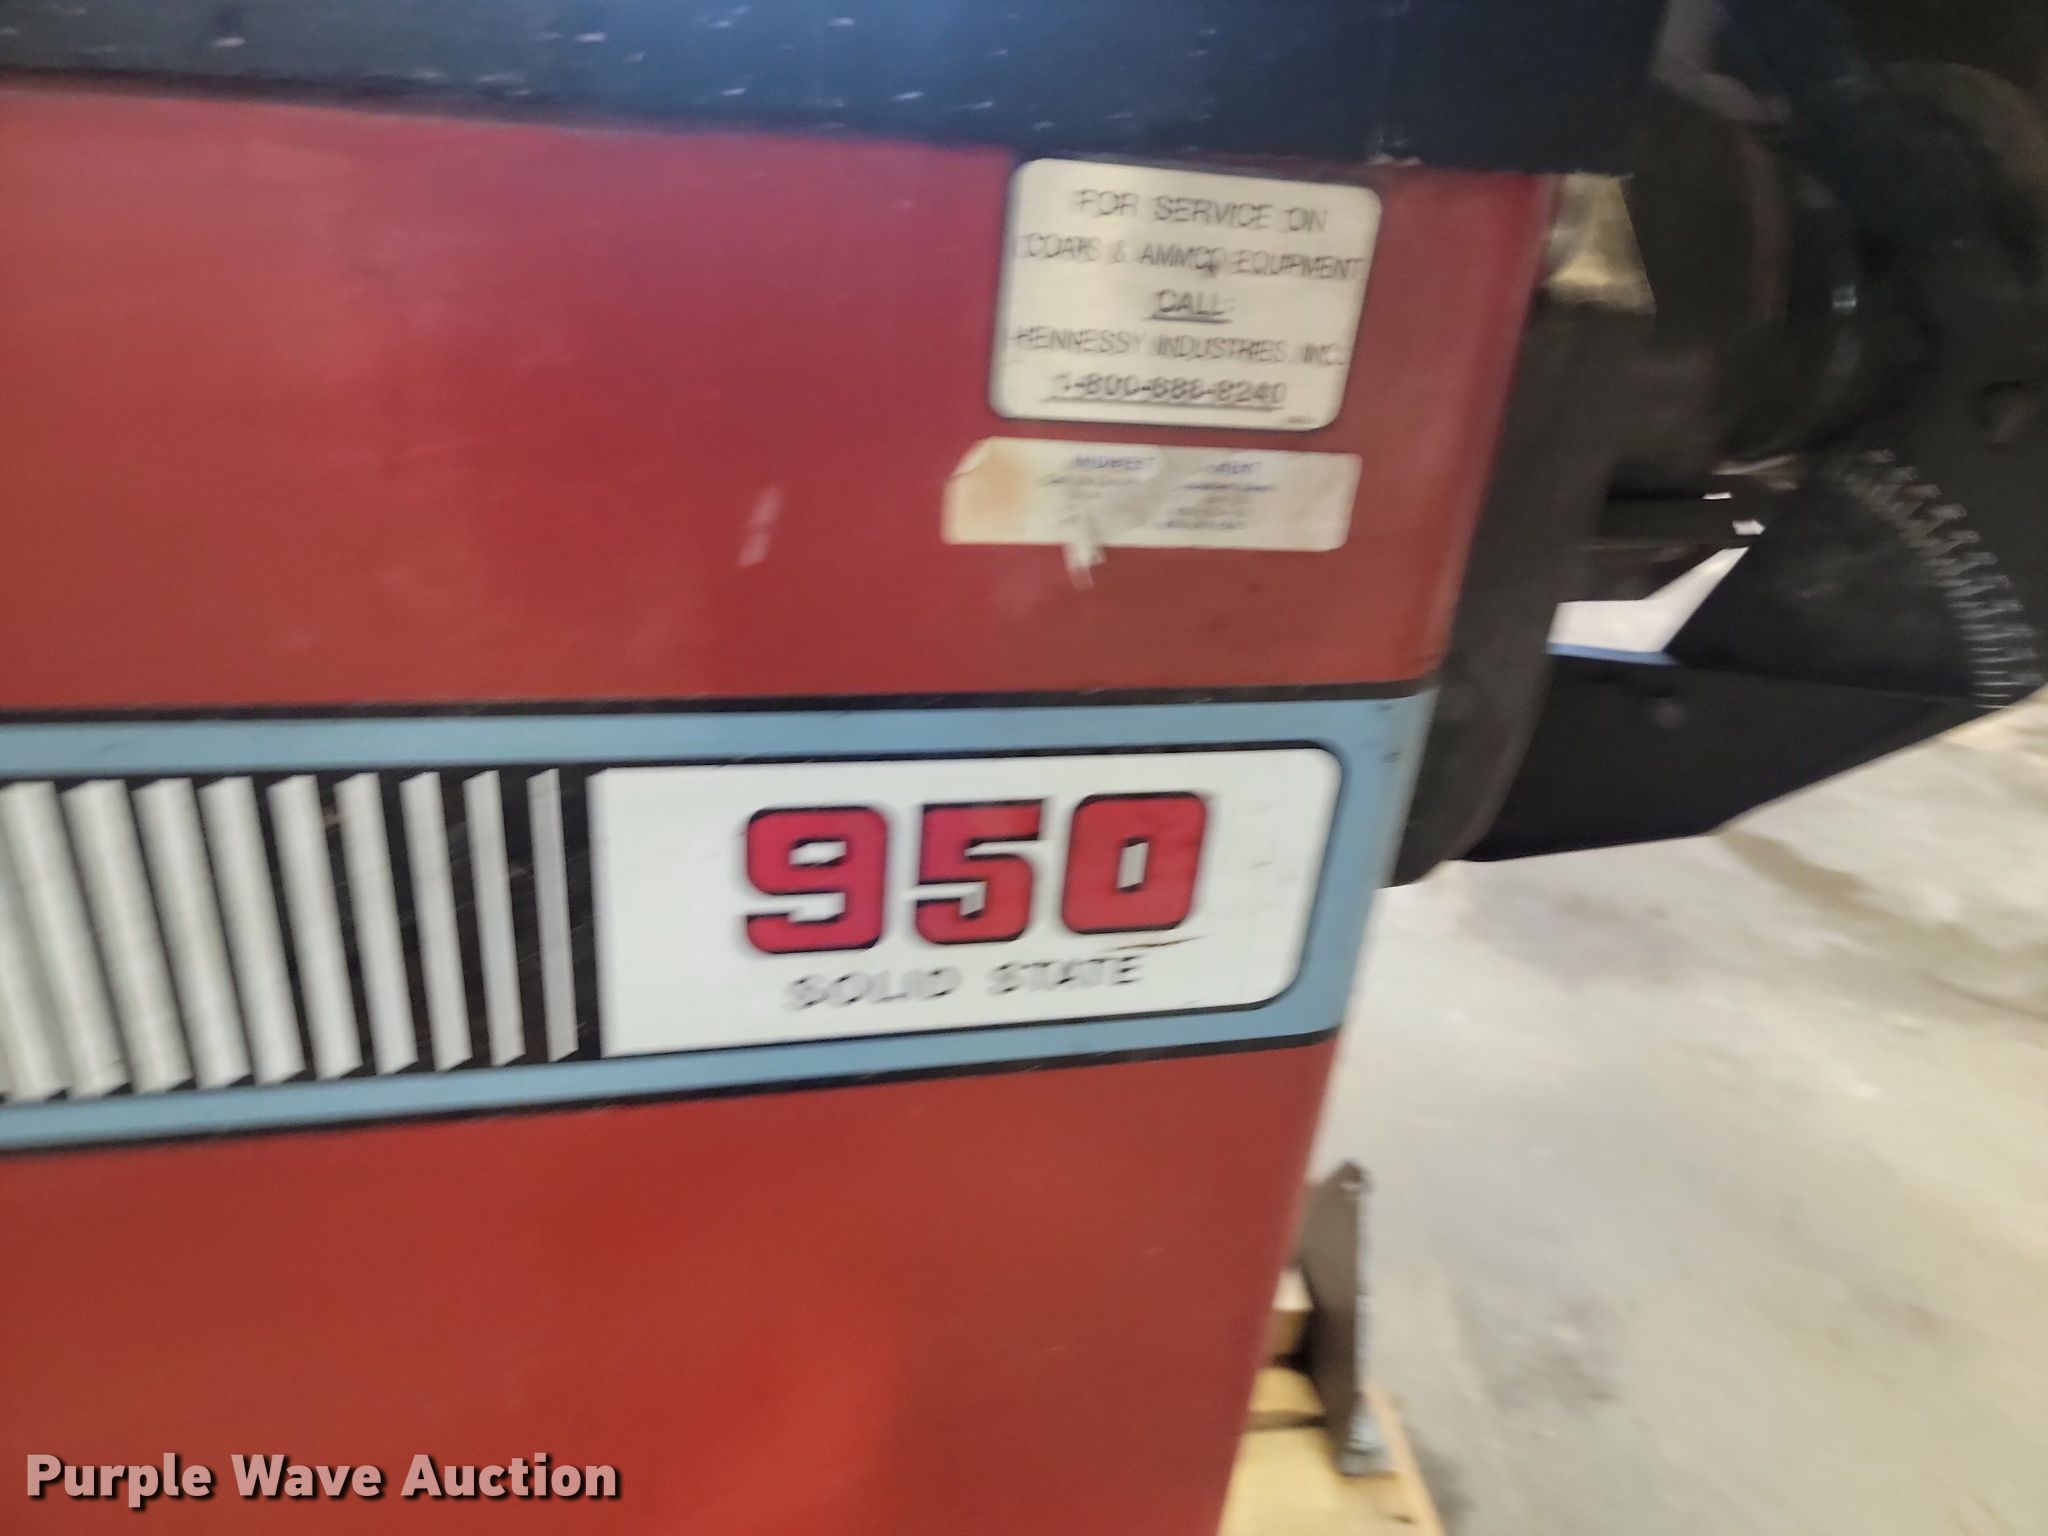 FOR SERVICE ON
COATS & AMMCO EQUIPMENT
CALL:
HENNESSY INDUSTRIES, INC.
1-800-688-8240
MIDWEST
950
SOLID STATE
Purple Wave Auction